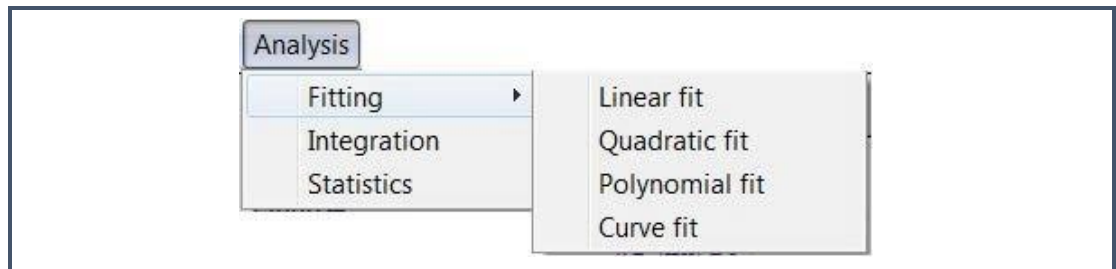 Analysis
Fitting
Integration
Statistics
Linear fit
Quadratic fit
Polynomial fit
Curve fit